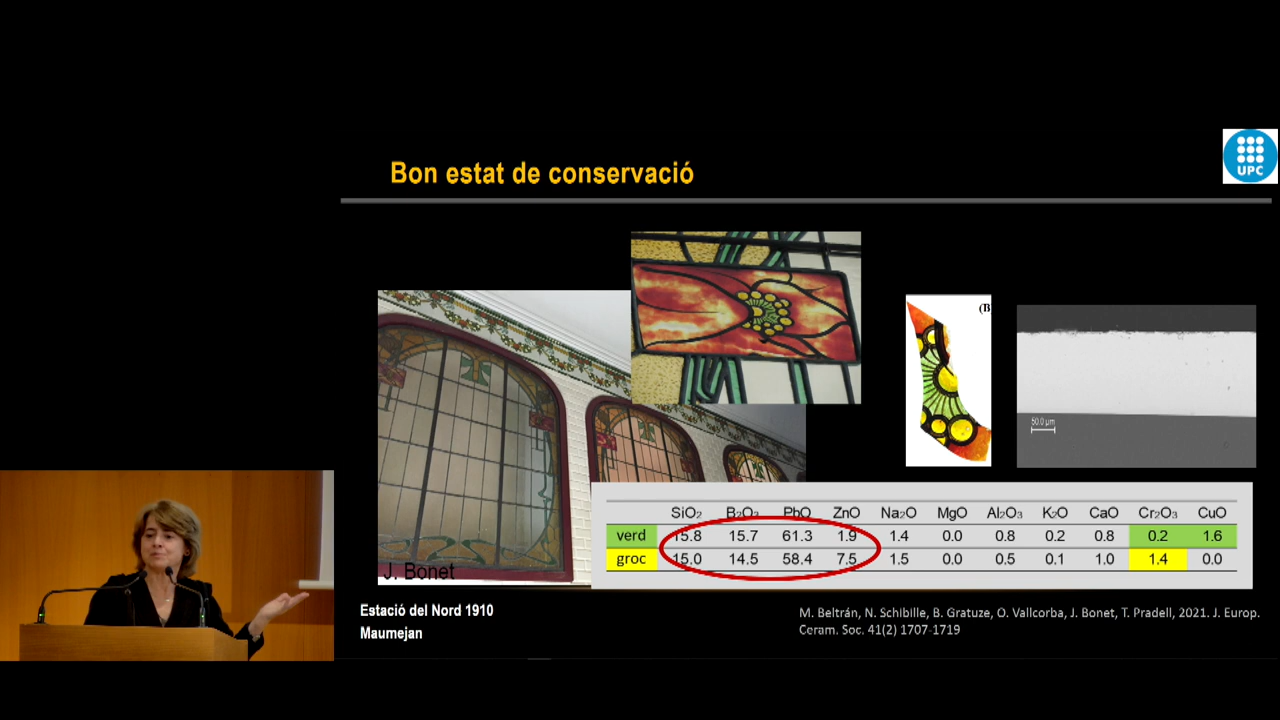 Bon estat de conservació
UPC
(B
50.0 µm
SiO₂ B₂O₃ PbO ZnO Na₂O MgO Al₂O₃ K₂O CaO Cr₂O₃ CuO
verd 15.8 15.7 61.3 1.9 1.4 0.0 0.8 0.2 0.8 0.2 1.6
groc 15.0 14.5 58.4 7.5 1.5 0.0 0.5 0.1 1.0 1.4 0.0
J. Bonet
Estació del Nord 1910
Maumejan
M. Beltrán, N. Schibille, B. Gratuze, O. Vallcorba, J. Bonet, T. Pradell, 2021. J. Europ.
Ceram. Soc. 41(2) 1707-1719